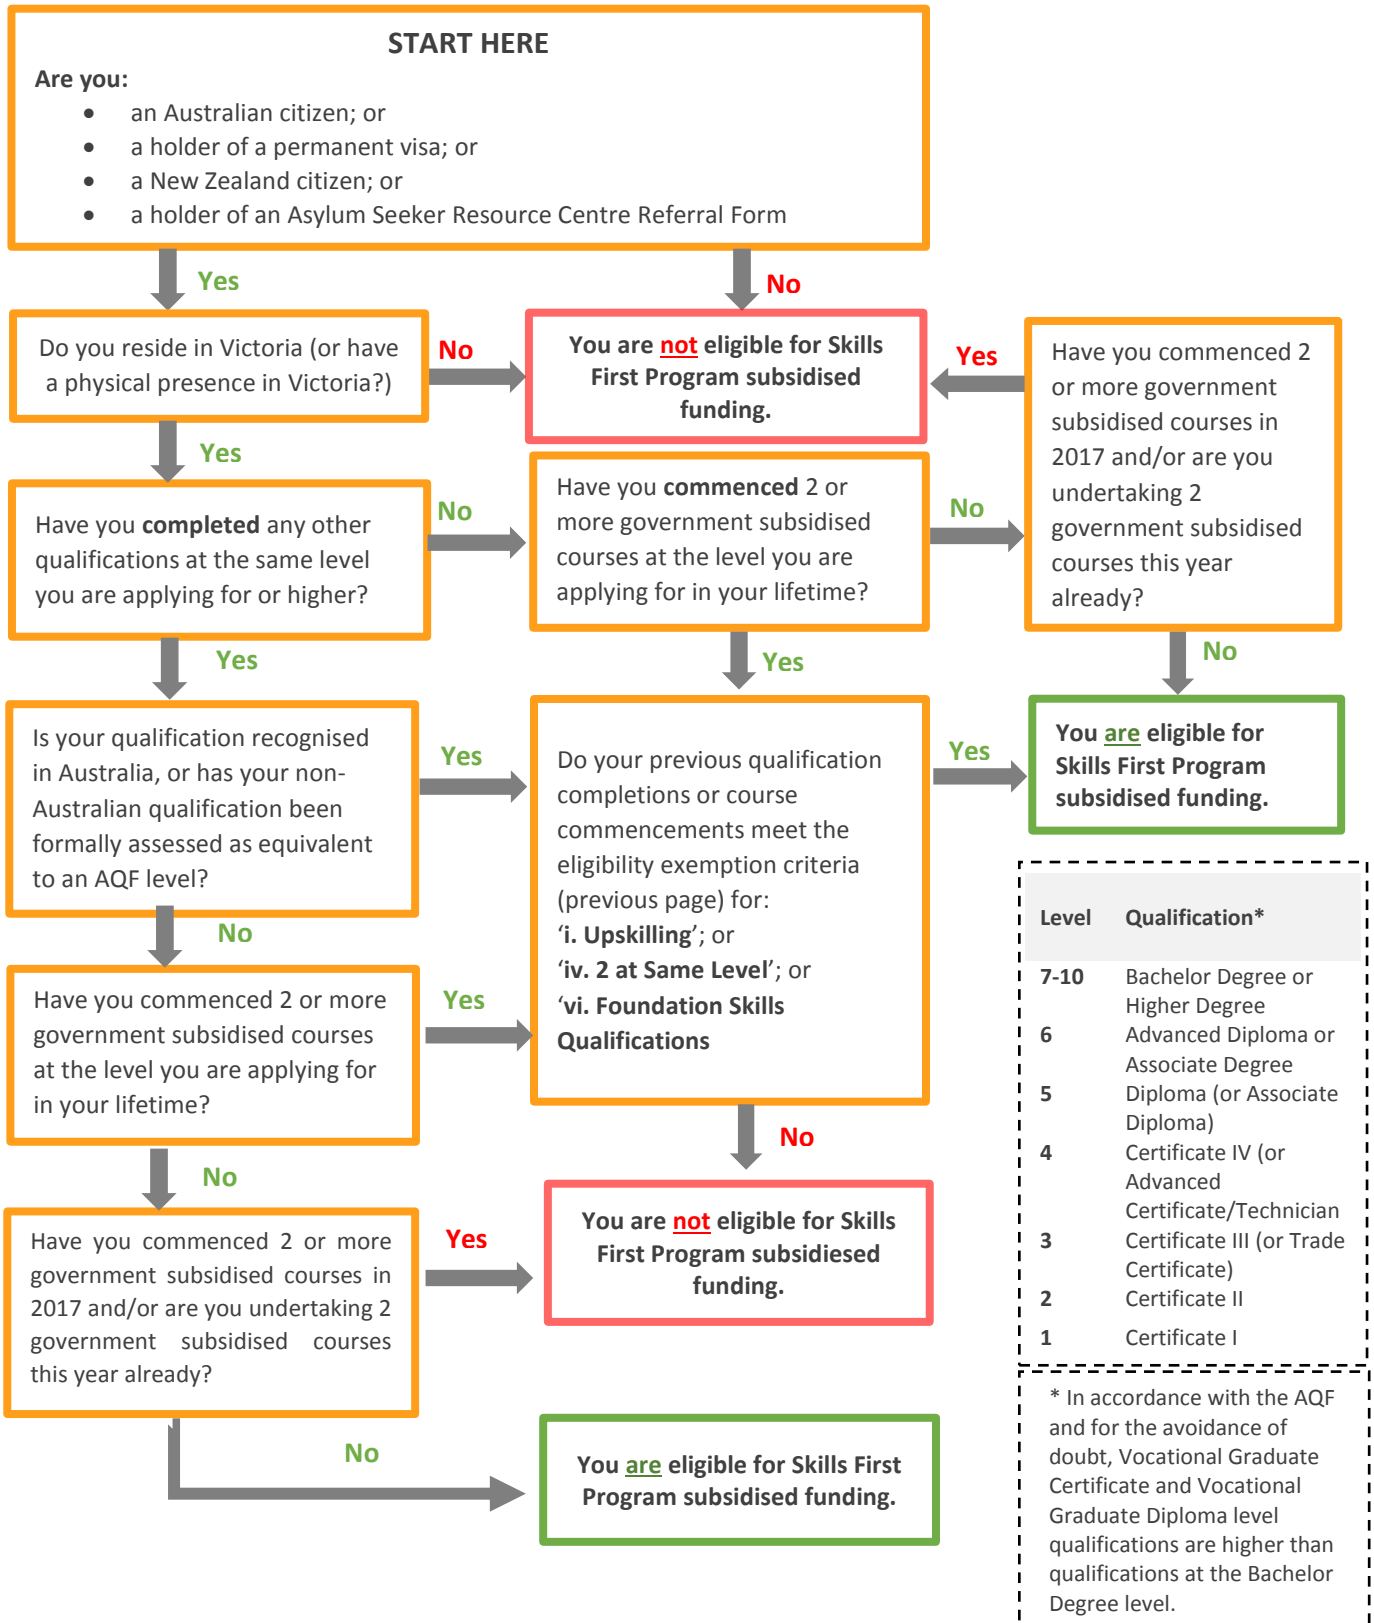 START HERE
Are you:
• an Australian citizen; or
• a holder of a permanent visa; or
• a New Zealand citizen; or
• a holder of an Asylum Seeker Resource Centre Referral Form
Yes
No
Do you reside in Victoria (or have
a physical presence in Victoria?)
No
You are not eligible for Skills
First Program subsidised
funding.
Yes
Have you commenced 2
or more government
subsidised courses in
2017 and/or are you
undertaking 2
government subsidised
courses this year
already?
Yes
Have you completed any other
qualifications at the same level
you are applying for or higher?
No
Have you commenced 2 or
more government subsidised
courses at the level you are
applying for in your lifetime?
No
Yes
Yes
No
Is your qualification recognised
in Australia, or has your non-
Australian qualification been
formally assessed as equivalent
to an AQF level?
Yes
Do your previous qualification
completions or course
commencements meet the
eligibility exemption criteria
(previous page) for:
‘i. Upskilling’; or
‘iv. 2 at Same Level’; or
‘vi. Foundation Skills
Qualifications
Yes
You are eligible for
Skills First Program
subsidised funding.
No
Have you commenced 2 or more
government subsidised courses
at the level you are applying for
in your lifetime?
Yes
No
No
Have you commenced 2 or more
government subsidised courses in
2017 and/or are you undertaking 2
government subsidised courses
this year already?
Yes
You are not eligible for Skills
First Program subsidiesed
funding.
No
You are eligible for Skills First
Program subsidised funding.
Level Qualification*
7-10 Bachelor Degree or
Higher Degree
6 Advanced Diploma or
Associate Degree
5 Diploma (or Associate
Diploma)
4 Certificate IV (or
Advanced
Certificate/Technician
3 Certificate III (or Trade
Certificate)
2 Certificate II
1 Certificate I
* In accordance with the AQF
and for the avoidance of
doubt, Vocational Graduate
Certificate and Vocational
Graduate Diploma level
qualifications are higher than
qualifications at the Bachelor
Degree level.